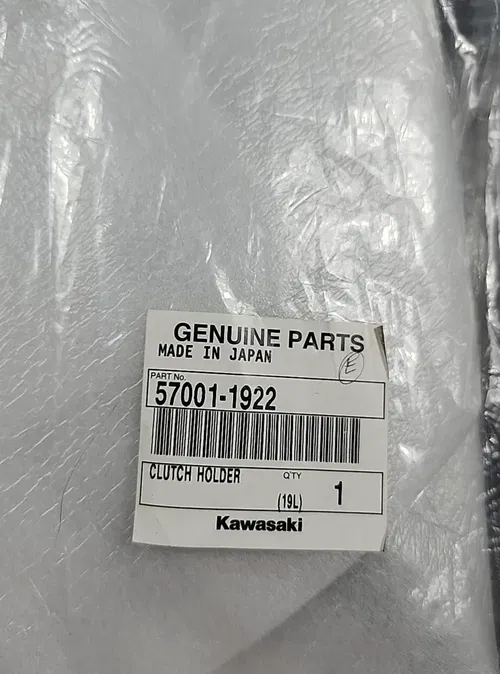 GENUINE PARTS
MADE IN JAPAN
E
PART No.
57001-1922
CLUTCH HOLDER
Q'TY
(19L) 1
Kawasaki